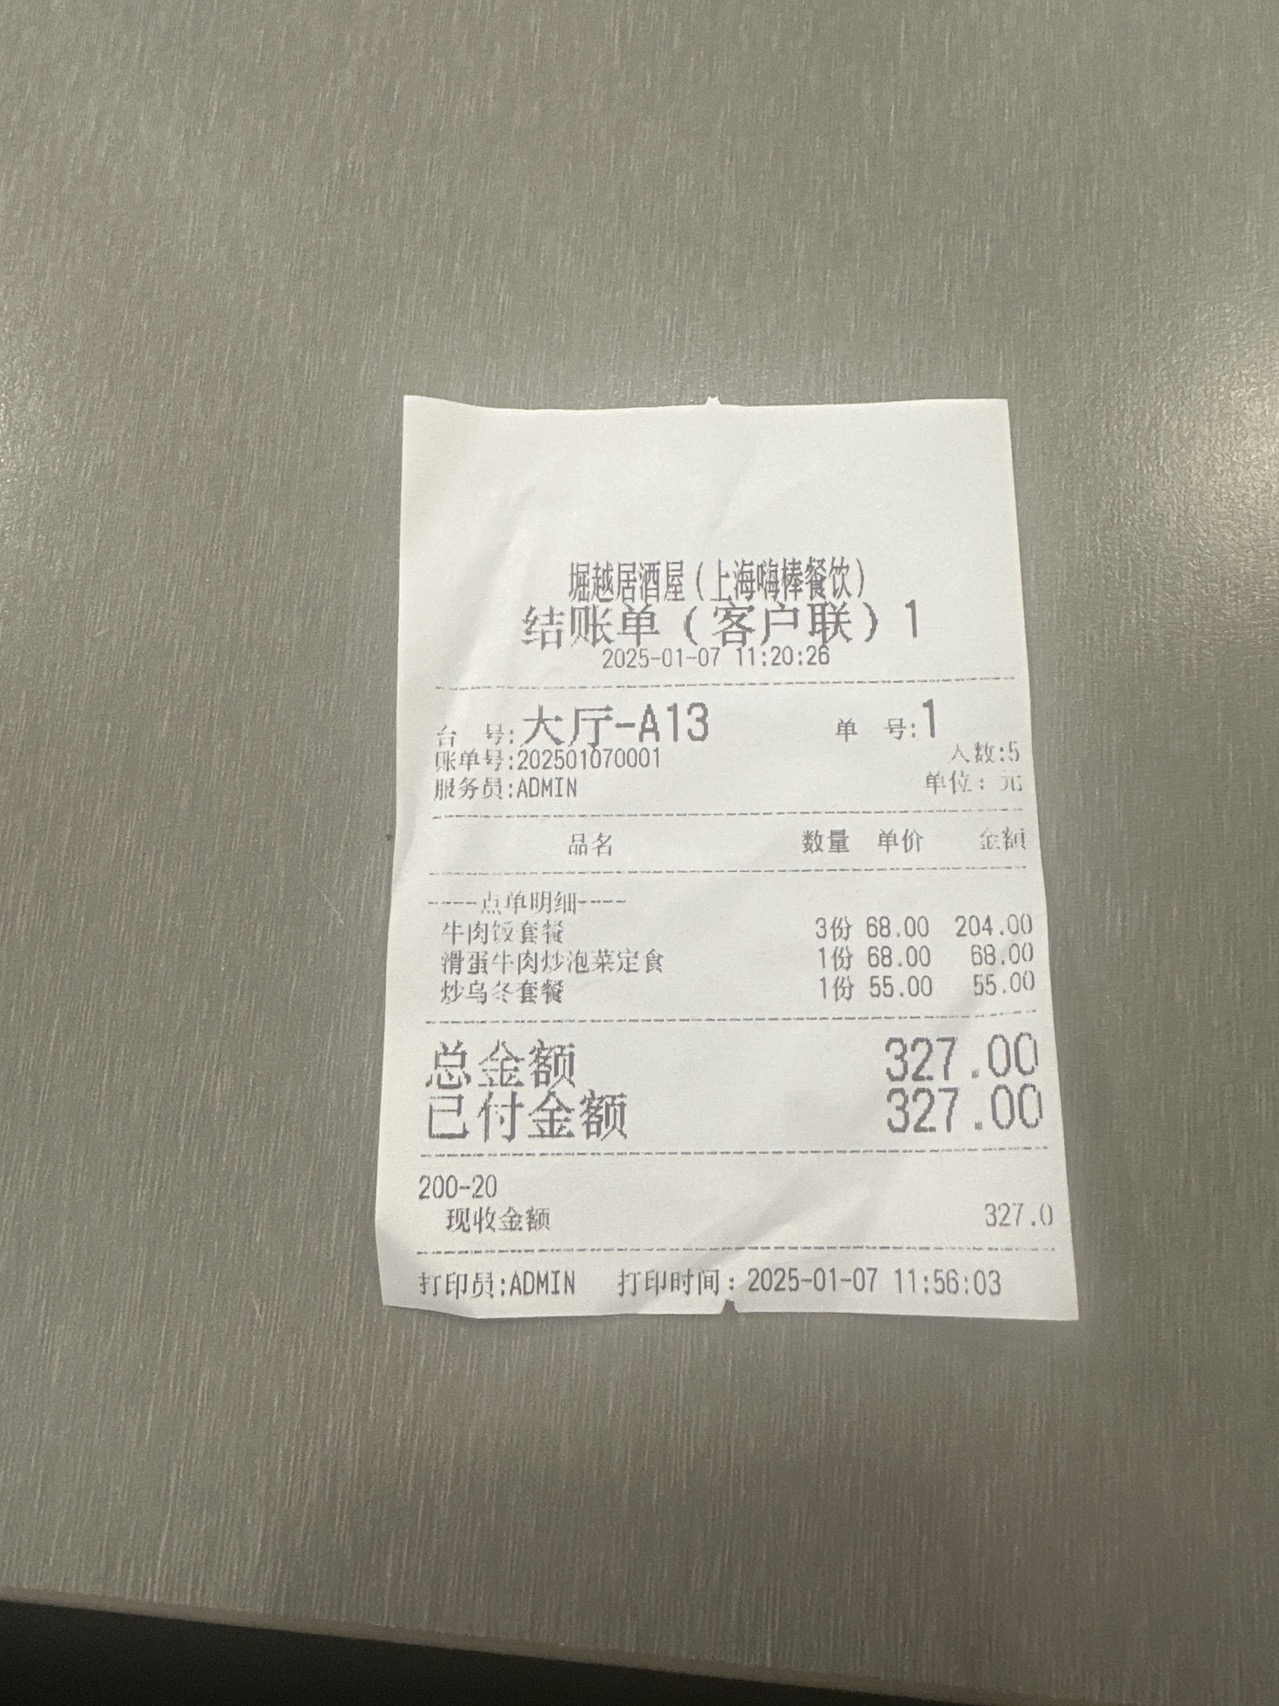 堀越居酒屋(上海嗨棒餐饮)
结账单(客户联)1
2025-01-07 11:20:26
台 号:大厅-A13 单 号:1
账单号:202501070001 人数:5
服务员:ADMIN 单位: 元
品名 数量 单价 金额
----点单明细----
牛肉饭套餐 3份 68.00 204.00
滑蛋牛肉炒泡菜定食 1份 68.00 68.00
炒乌冬套餐 1份 55.00 55.00
总金额 327.00
已付金额 327.00
200-20
现收金额 327.0
打印员:ADMIN 打印时间:2025-01-07 11:56:03